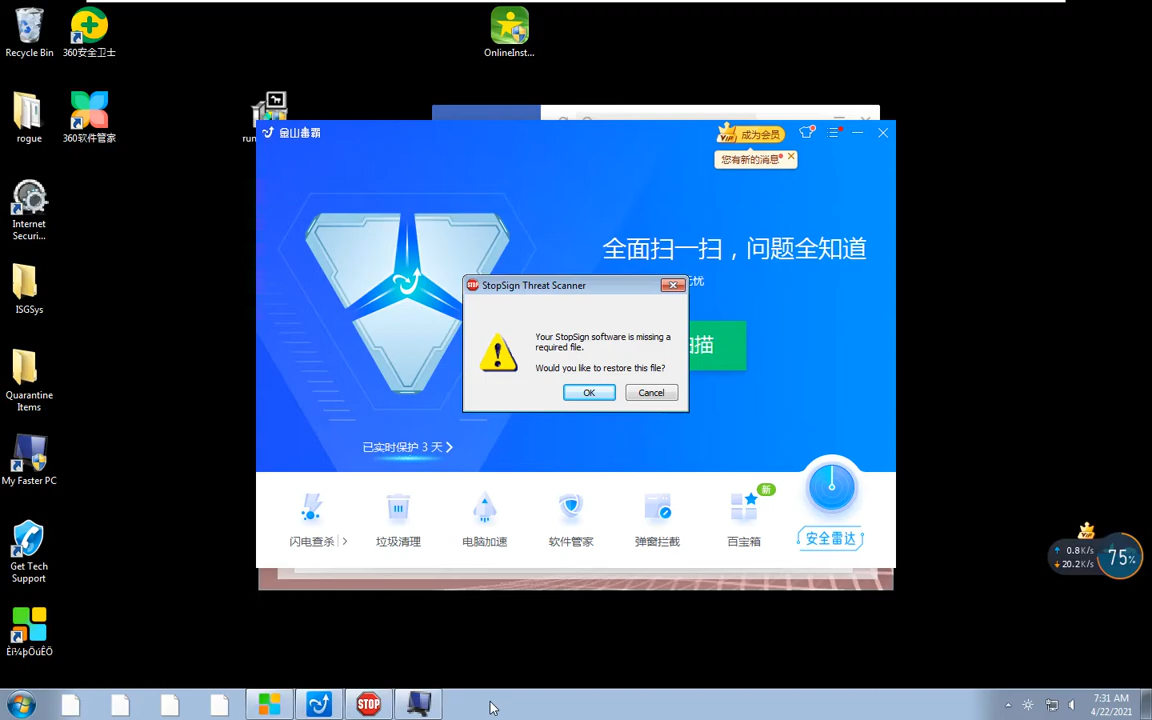 Recycle Bin
360安全卫士
OnlineInst...
rogue
360软件管家
Internet
Securi...
ISGSys
Quarantine
Items
My Faster PC
Get Tech
Support
Èí¼þÖúÊÖ
金山毒霸
VIP 成为会员
您有新的消息
全面扫一扫，问题全知道
已实时保护 3 天
StopSign Threat Scanner
Your StopSign software is missing a
required file.
Would you like to restore this file?
OK
Cancel
闪电查杀
垃圾清理
电脑加速
软件管家
弹窗拦截
新
百宝箱
安全雷达
0.8K/s
20.2K/s
75%
STOP
7:31 AM
4/22/2021